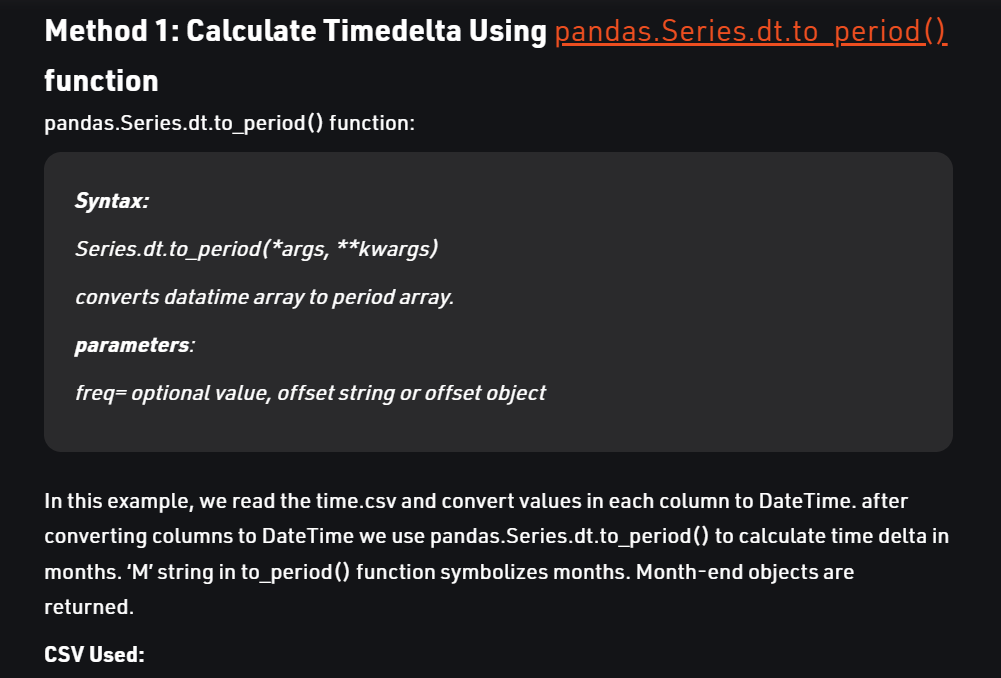 Method 1: Calculate Timedelta Using pandas.Series.dt.to_period()
function
pandas.Series.dt.to_period() function:
Syntax:
Series.dt.to_period(*args, **kwargs)
converts datatime array to period array.
parameters:
freq= optional value, offset string or offset object
In this example, we read the time.csv and convert values in each column to DateTime. after
converting columns to DateTime we use pandas.Series.dt.to_period() to calculate time delta in
months. ‘M’ string in to_period() function symbolizes months. Month-end objects are
returned.
CSV Used: